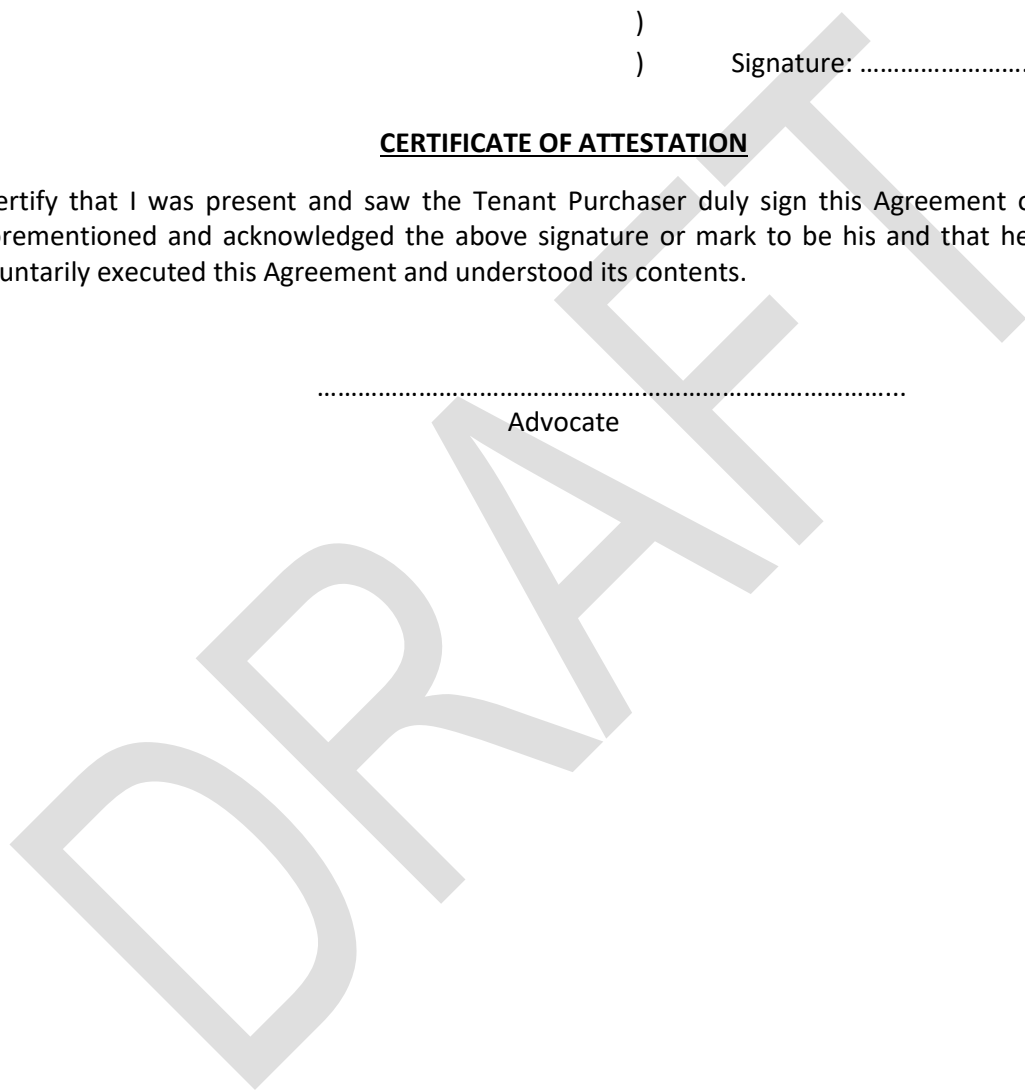 )
) Signature: ……………………..
CERTIFICATE OF ATTESTATION
ertify that I was present and saw the Tenant Purchaser duly sign this Agreement
orementioned and acknowledged the above signature or mark to be his and that he
untarily executed this Agreement and understood its contents.
……………………………………………………………………………...
Advocate
DRAFT